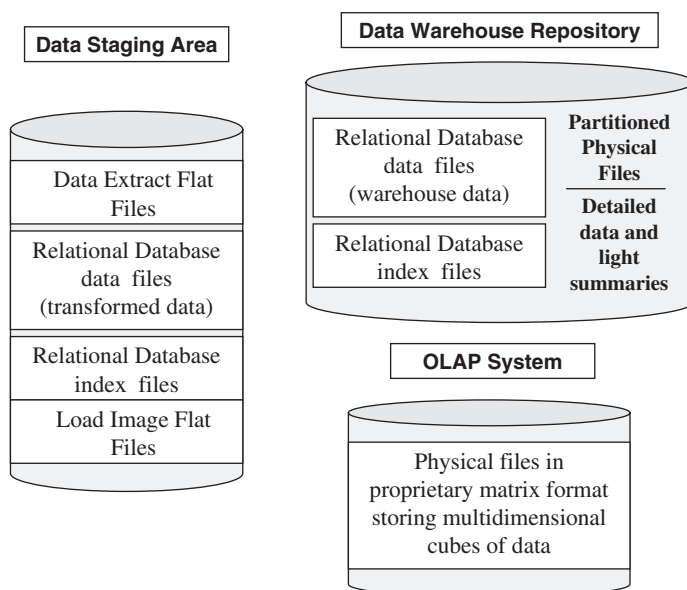 Data Staging Area
Data Extract Flat
Files
Relational Database
data files
(transformed data)
Relational Database
index files
Load Image Flat
Files
Data Warehouse Repository
Relational Database
data files
(warehouse data)
Relational Database
index files
Partitioned
Physical
Files
Detailed
data and
light
summaries
OLAP System
Physical files in
proprietary matrix format
storing multidimensional
cubes of data